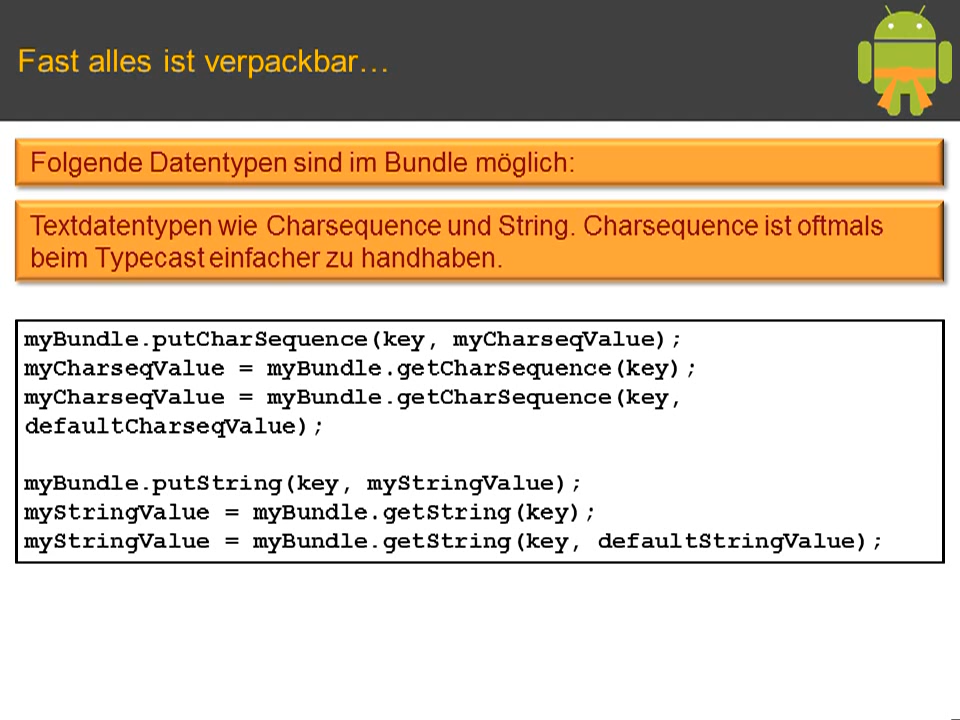 Fast alles ist verpackbar…
Folgende Datentypen sind im Bundle möglich:
Textdatentypen wie Charsequence und String. Charsequence ist oftmals
beim Typecast einfacher zu handhaben.
myBundle.putCharSequence(key, myCharseqValue);
myCharseqValue = myBundle.getCharSequence(key);
myCharseqValue = myBundle.getCharSequence(key,
defaultCharseqValue);
myBundle.putString(key, myStringValue);
myStringValue = myBundle.getString(key);
myStringValue = myBundle.getString(key, defaultStringValue);